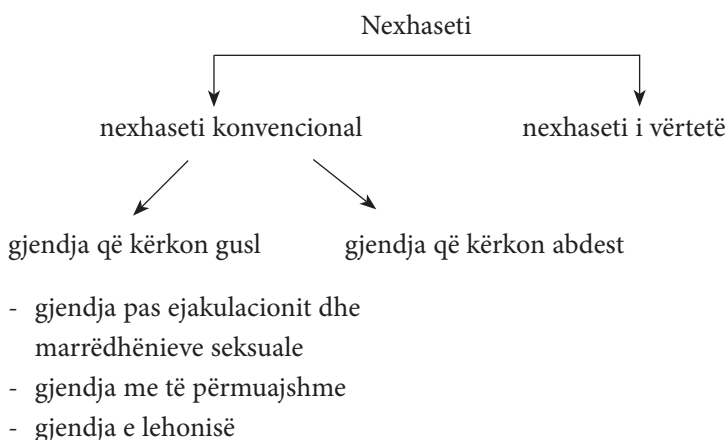 Nexhaseti
nexhaseti konvencional nexhaseti i vërtetë
gjendja që kërkon gusl gjendja që kërkon abdest
- gjendja pas ejakulacionit dhe
marrëdhënieve seksuale
- gjendja me të përmuajshme
- gjendja e lehonisë